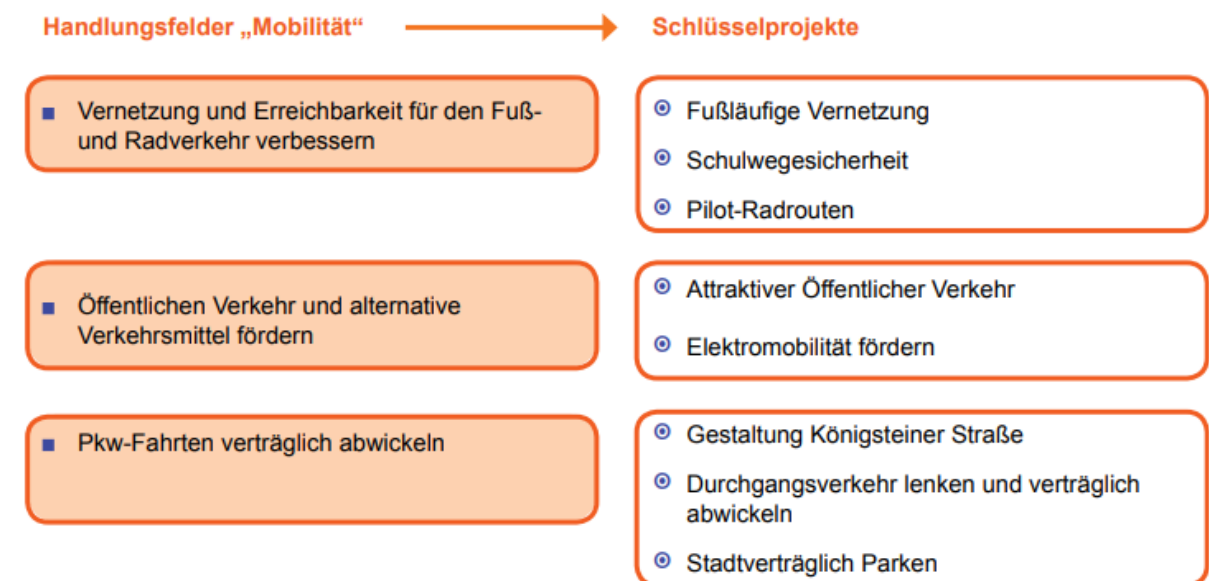 Handlungsfelder „Mobilität“
Schlüsselprojekte
Vernetzung und Erreichbarkeit für den Fuß-
und Radverkehr verbessern
Fußläufige Vernetzung
Schulwegesicherheit
Pilot-Radrouten
Öffentlichen Verkehr und alternative
Verkehrsmittel fördern
Attraktiver Öffentlicher Verkehr
Elektromobilität fördern
Pkw-Fahrten verträglich abwickeln
Gestaltung Königsteiner Straße
Durchgangsverkehr lenken und verträglich
abwickeln
Stadtverträglich Parken